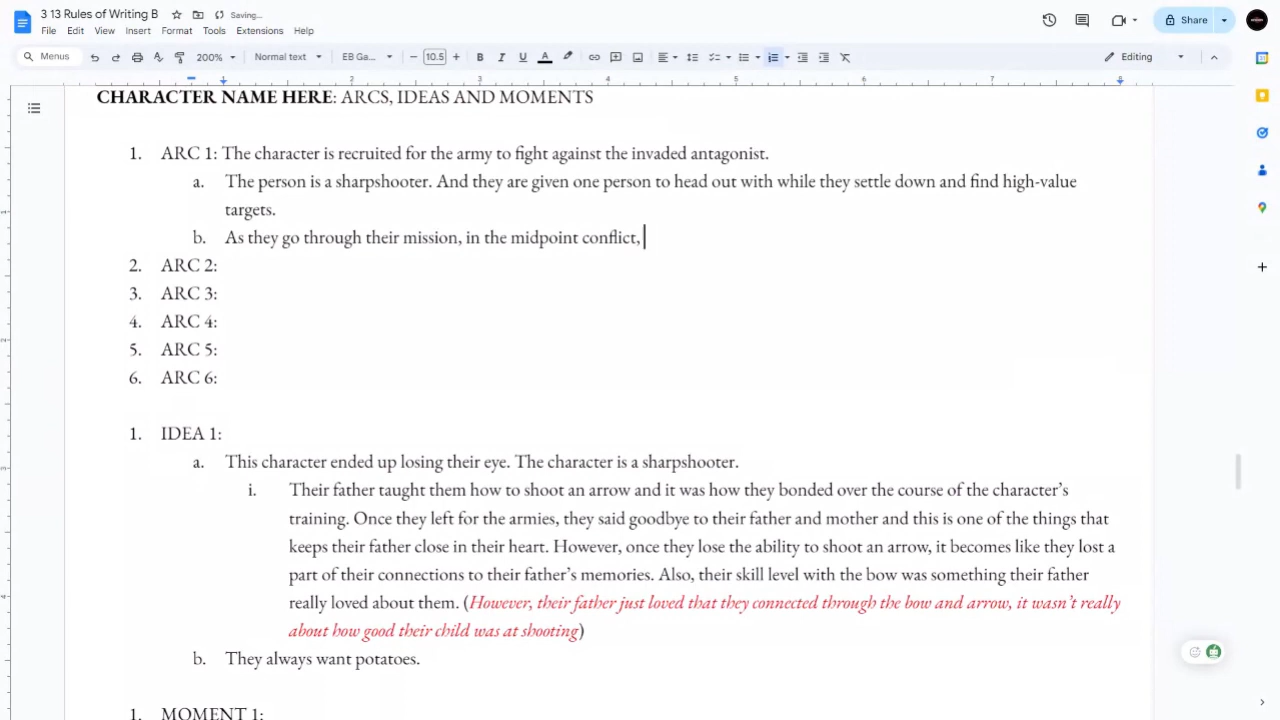 3 13 Rules of Writing B Saving...
File Edit View Insert Format Tools Extensions Help
Share
Menus 200% Normal text EB Ga... 10.5 Editing
2 3 4 5 6 7 8
CHARACTER NAME HERE: ARCS, IDEAS AND MOMENTS
1. ARC 1: The character is recruited for the army to fight against the invaded antagonist.
a. The person is a sharpshooter. And they are given one person to head out with while they settle down and find high-value
targets.
b. As they go through their mission, in the midpoint conflict,
2. ARC 2:
3. ARC 3:
4. ARC 4:
5. ARC 5:
6. ARC 6:
1. IDEA 1:
a. This character ended up losing their eye. The character is a sharpshooter.
i. Their father taught them how to shoot an arrow and it was how they bonded over the course of the character's
training. Once they left for the armies, they said goodbye to their father and mother and this is one of the things that
keeps their father close in their heart. However, once they lose the ability to shoot an arrow, it becomes like they lost a
part of their connections to their father's memories. Also, their skill level with the bow was something their father
really loved about them. (However, their father just loved that they connected through the bow and arrow, it wasn't really
about how good their child was at shooting)
b. They always want potatoes.
1. MOMENT 1: